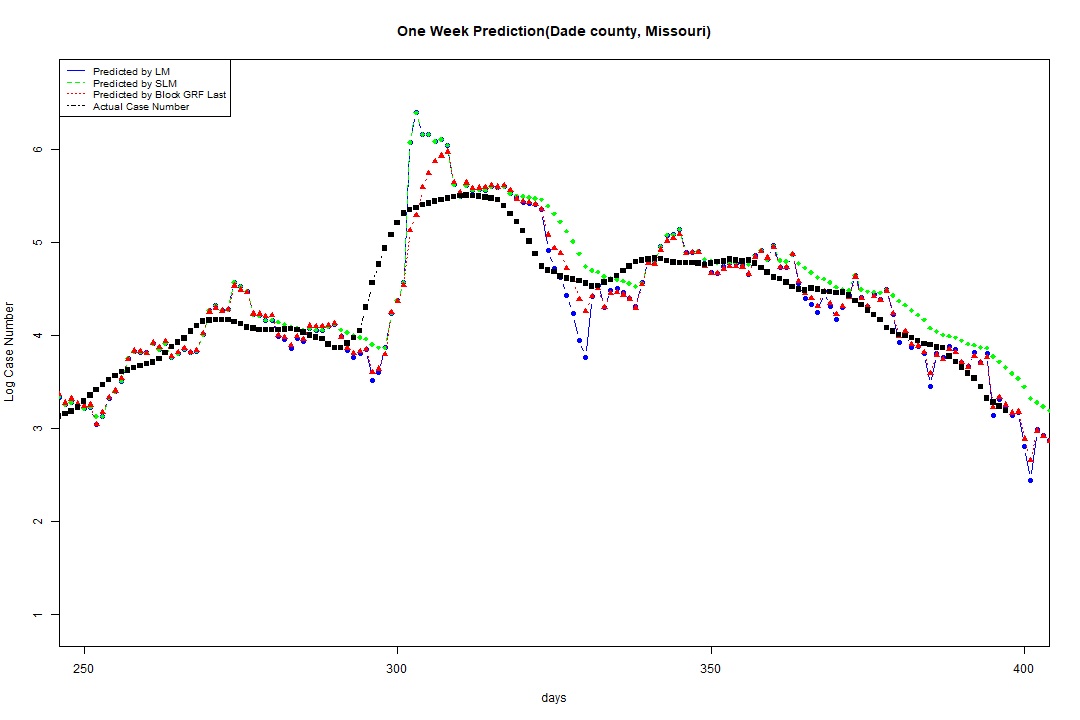 One Week Prediction(Dade county, Missouri)
Predicted by LM
Predicted by SLM
Predicted by Block GRF Last
Actual Case Number
Log Case Number
6
5
4
3
2
1
250
300
350
400
days